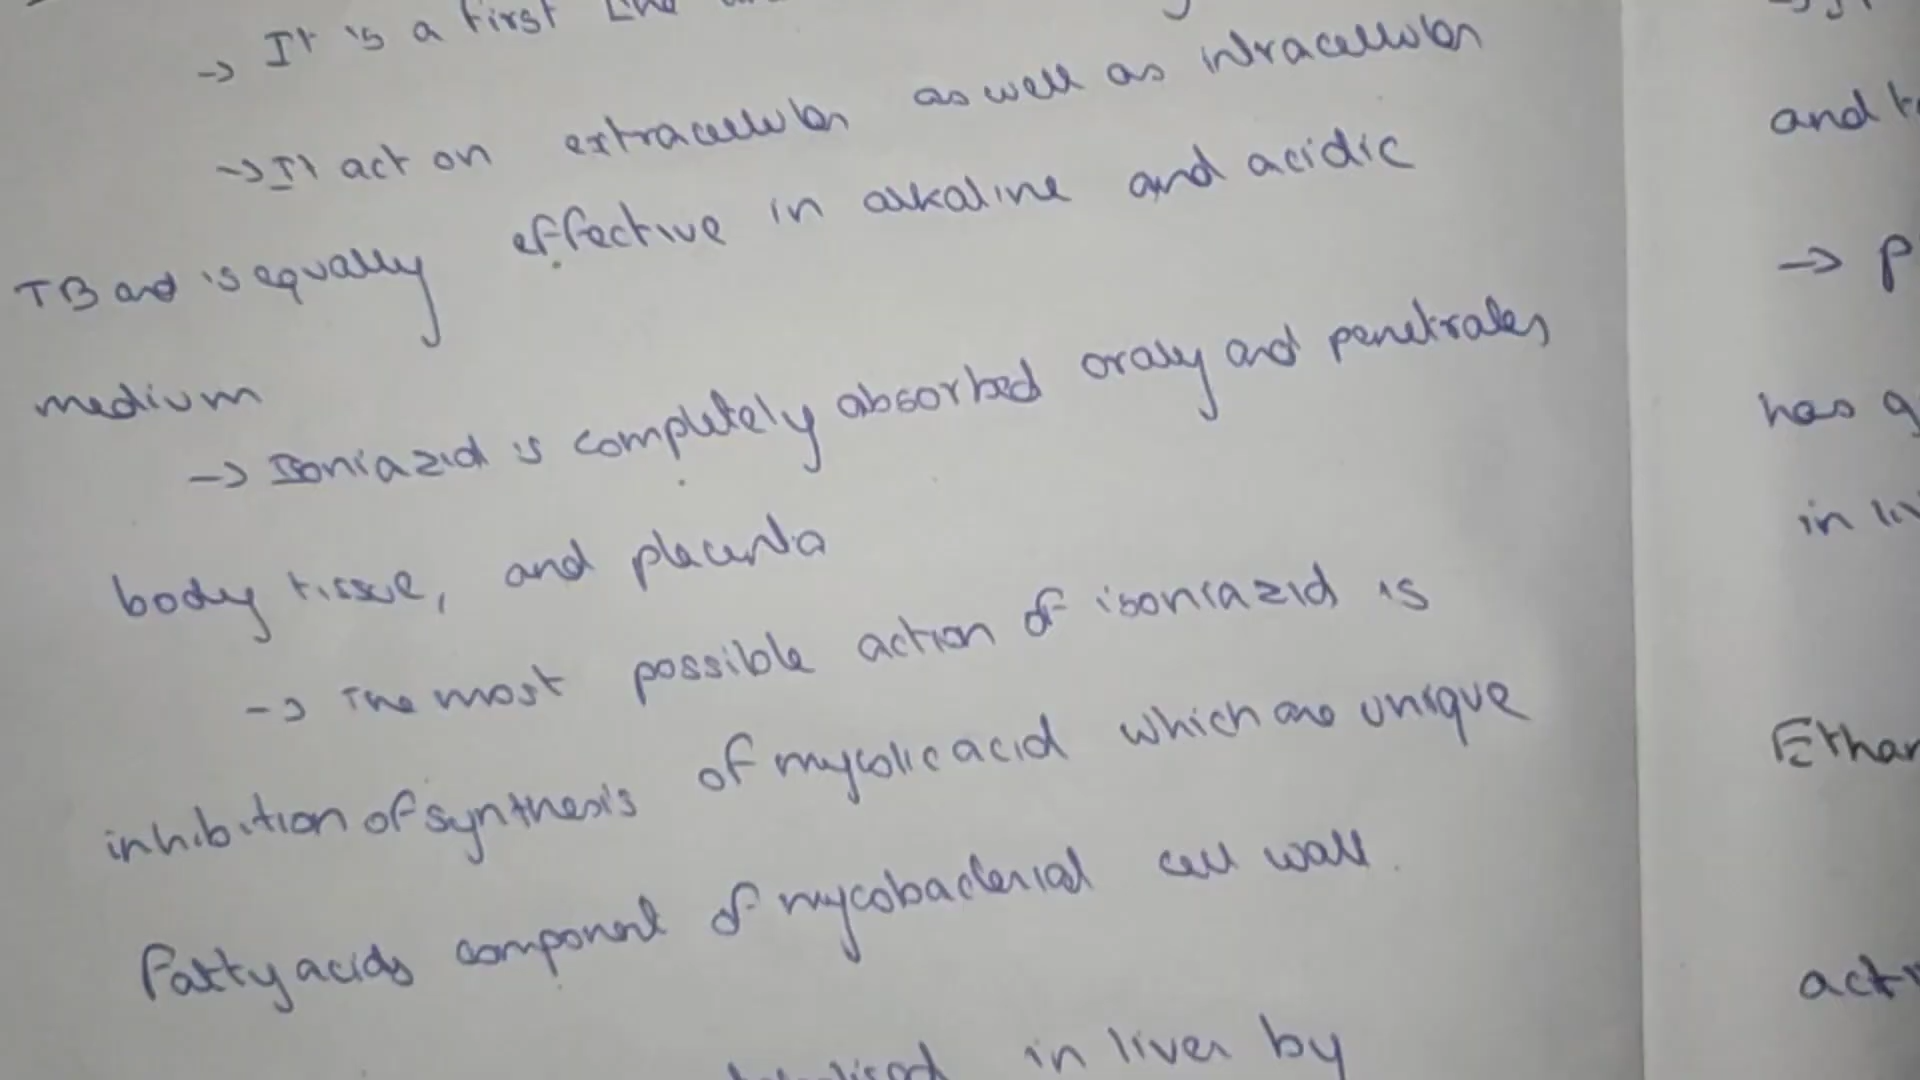 -> It is a first
-> It act on extracellular as well as intracellular
TB and is equally effective in alkaline and acidic
medium
-> Isoniazid is completely absorbed oraly and penetrates
body tissue, and placenta
-> The most possible action of isoniazid is
inhibition of synthesis of mycolic acid which are unique
fatty acids component of mycobacterial cell wall.
in liver by
and
-> P
has g
in li
Etham
act